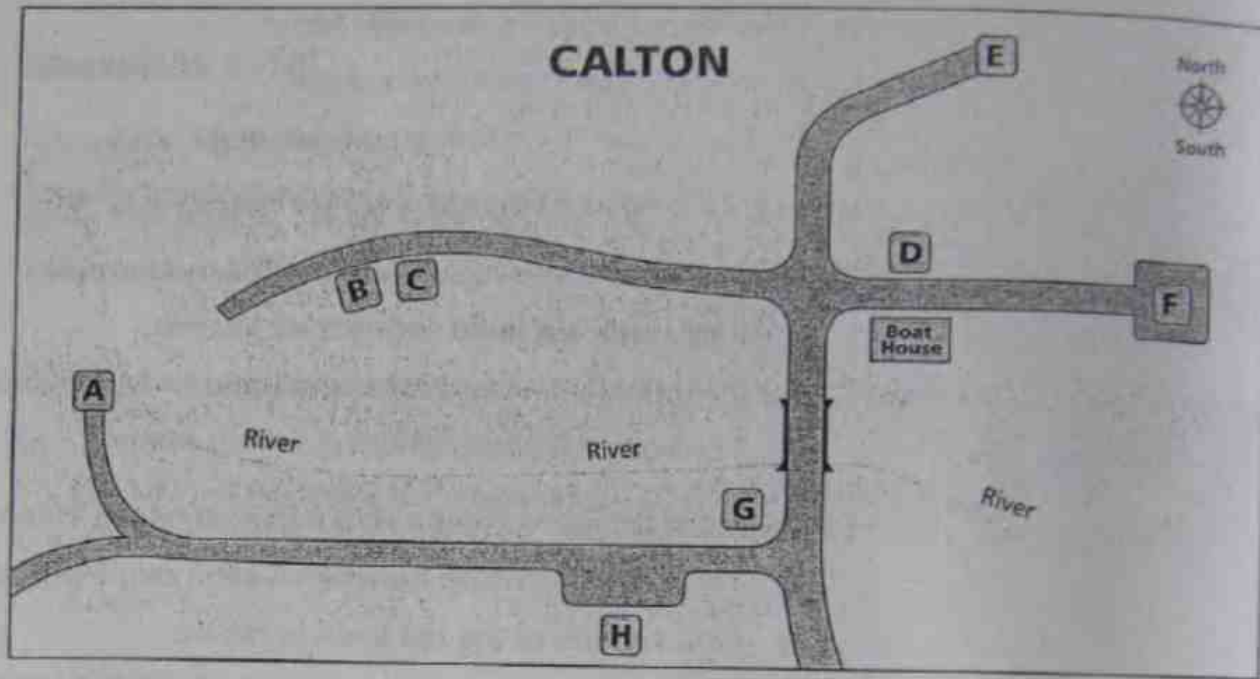 CALTON
E
North
South
D
B
C
F
Boat
House
A
River
River
River
G
H